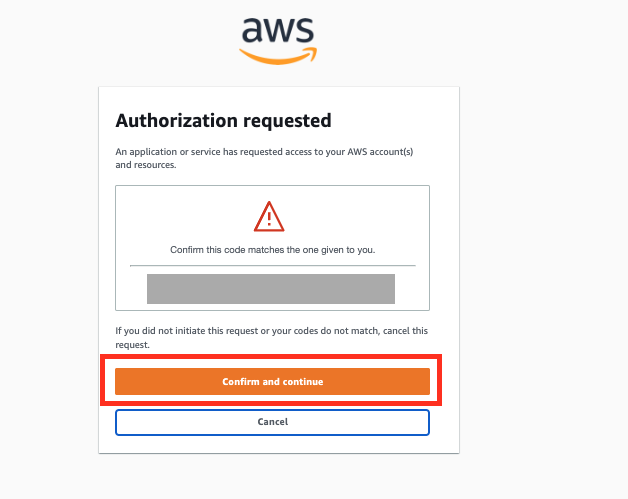 aws
Authorization requested
An application or service has requested access to your AWS account(s)
and resources.
Confirm this code matches the one given to you.
If you did not initiate this request or your codes do not match, cancel this
request.
Confirm and continue
Cancel